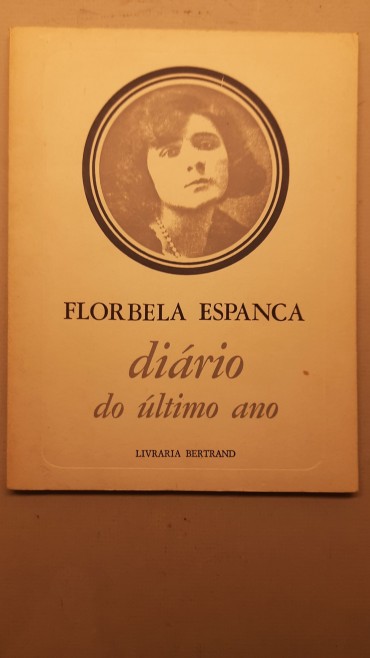 FLORBELA ESPANCA
diário
do último ano
LIVRARIA BERTRAND